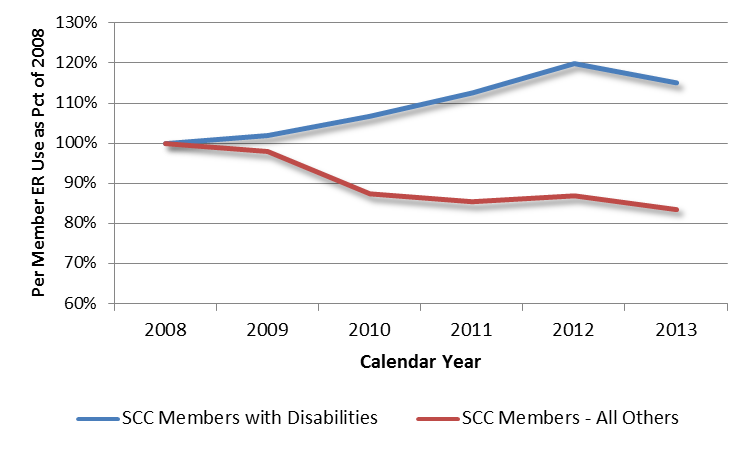 Per Member ER Use as Pct of 2008
130%
120%
110%
100%
90%
80%
70%
60%
2008 2009 2010 2011 2012 2013
Calendar Year
SCC Members with Disabilities SCC Members - All Others